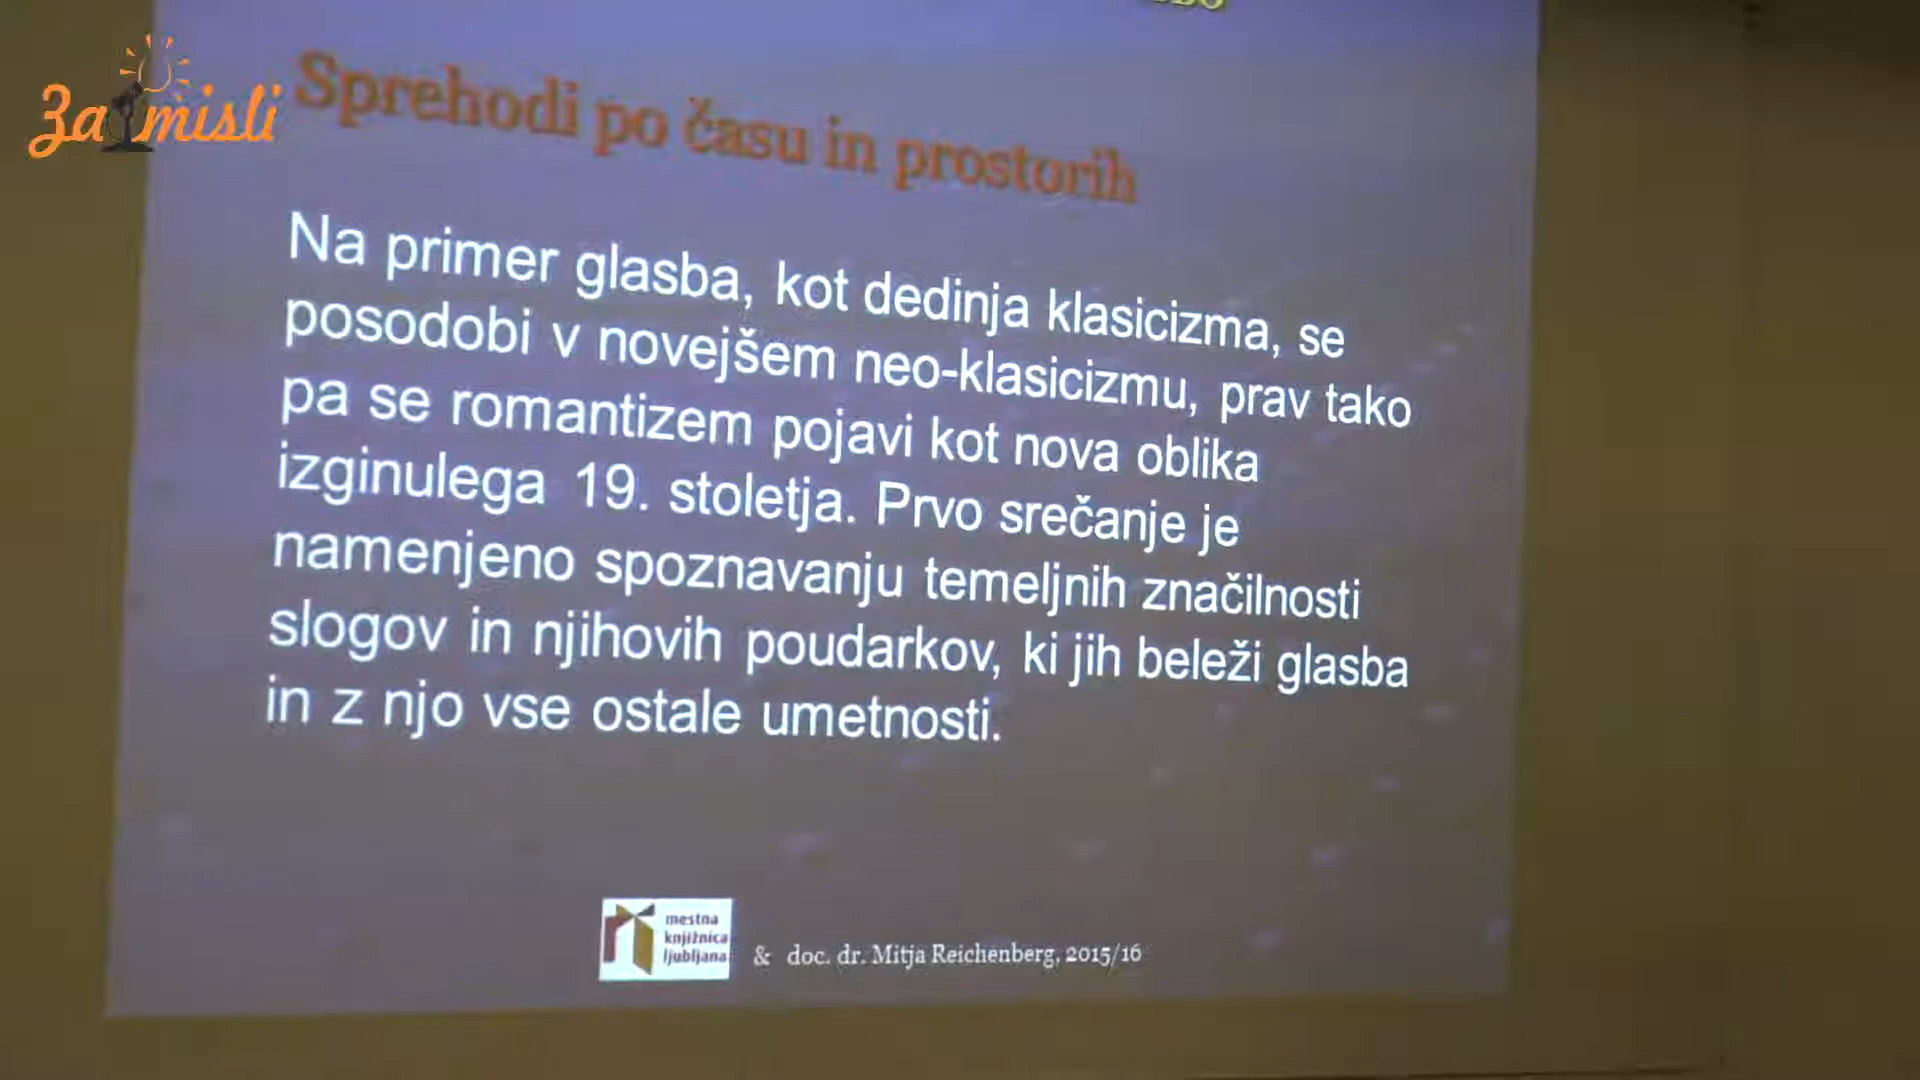 Za misli
Sprehodi po času in prostorih
Na primer glasba, kot dedinja klasicizma, se
posodobi v novejšem neo-klasicizmu, prav tako
pa se romantizem pojavi kot nova oblika
izginulega 19. stoletja. Prvo srečanje je
namenjeno spoznavanju temeljnih značilnosti
slogov in njihovih poudarkov, ki jih beleži glasba
in z njo vse ostale umetnosti.
mestna
knjižnica
ljubljana
& doc. dr. Mitja Reichenberg, 2015/16